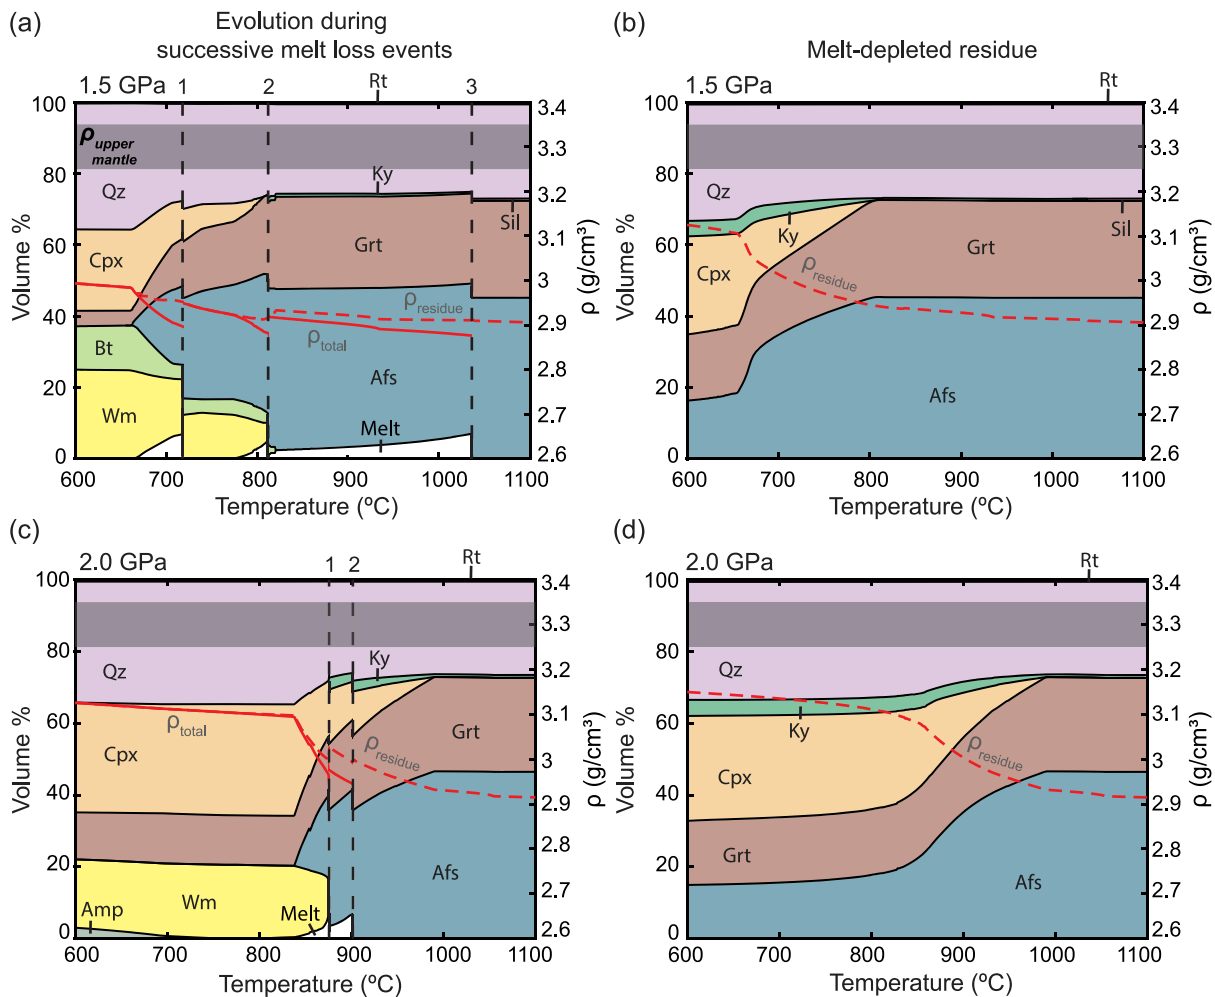 (a)
Evolution during
successive melt loss events
(b)
Melt-depleted residue
1.5 GPa
1
2
Rt
3
1.5 GPa
Rt
100
80
60
40
20
0
Volume %
ρupper mantle
Qz
Cpx
Bt
Wm
Ky
Grt
Sil
ρresidue
ρtotal
Afs
Melt
3.4
3.3
3.2
3.1
3
2.9
2.8
2.7
2.6
ρ (g/cm³)
600
700
800
900
1000
1100
Temperature (ºC)
100
80
60
40
20
0
Volume %
Qz
Ky
Cpx
Grt
Sil
ρresidue
Afs
3.4
3.3
3.2
3.1
3
2.9
2.8
2.7
2.6
ρ (g/cm³)
600
700
800
900
1000
1100
Temperature (ºC)
(c)
(d)
2.0 GPa
1
2
Rt
2.0 GPa
Rt
100
80
60
40
20
0
Volume %
Qz
Ky
ρtotal
Cpx
ρresidue
Grt
Wm
Amp
Melt
Afs
3.4
3.3
3.2
3.1
3
2.9
2.8
2.7
2.6
ρ (g/cm³)
600
700
800
900
1000
1100
Temperature (ºC)
100
80
60
40
20
0
Volume %
Qz
Ky
Cpx
ρresidue
Grt
Afs
3.4
3.3
3.2
3.1
3
2.9
2.8
2.7
2.6
ρ (g/cm³)
600
700
800
900
1000
1100
Temperature (ºC)